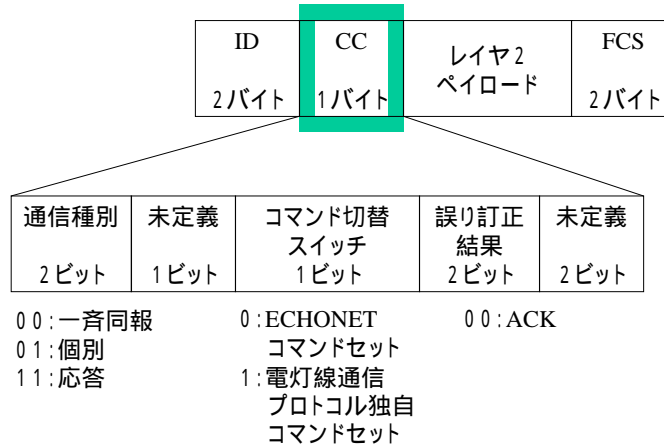 ID
CC
レイヤ2
ペイロード
FCS
2バイト
1バイト
2バイト
通信種別
未定義
コマンド切替
スイッチ
誤り訂正
結果
未定義
2ビット
1ビット
1ビット
2ビット
2ビット
00:一斉同報
01:個別
11:応答
0:ECHONET
コマンドセット
1:電灯線通信
プロトコル独自
コマンドセット
00:ACK